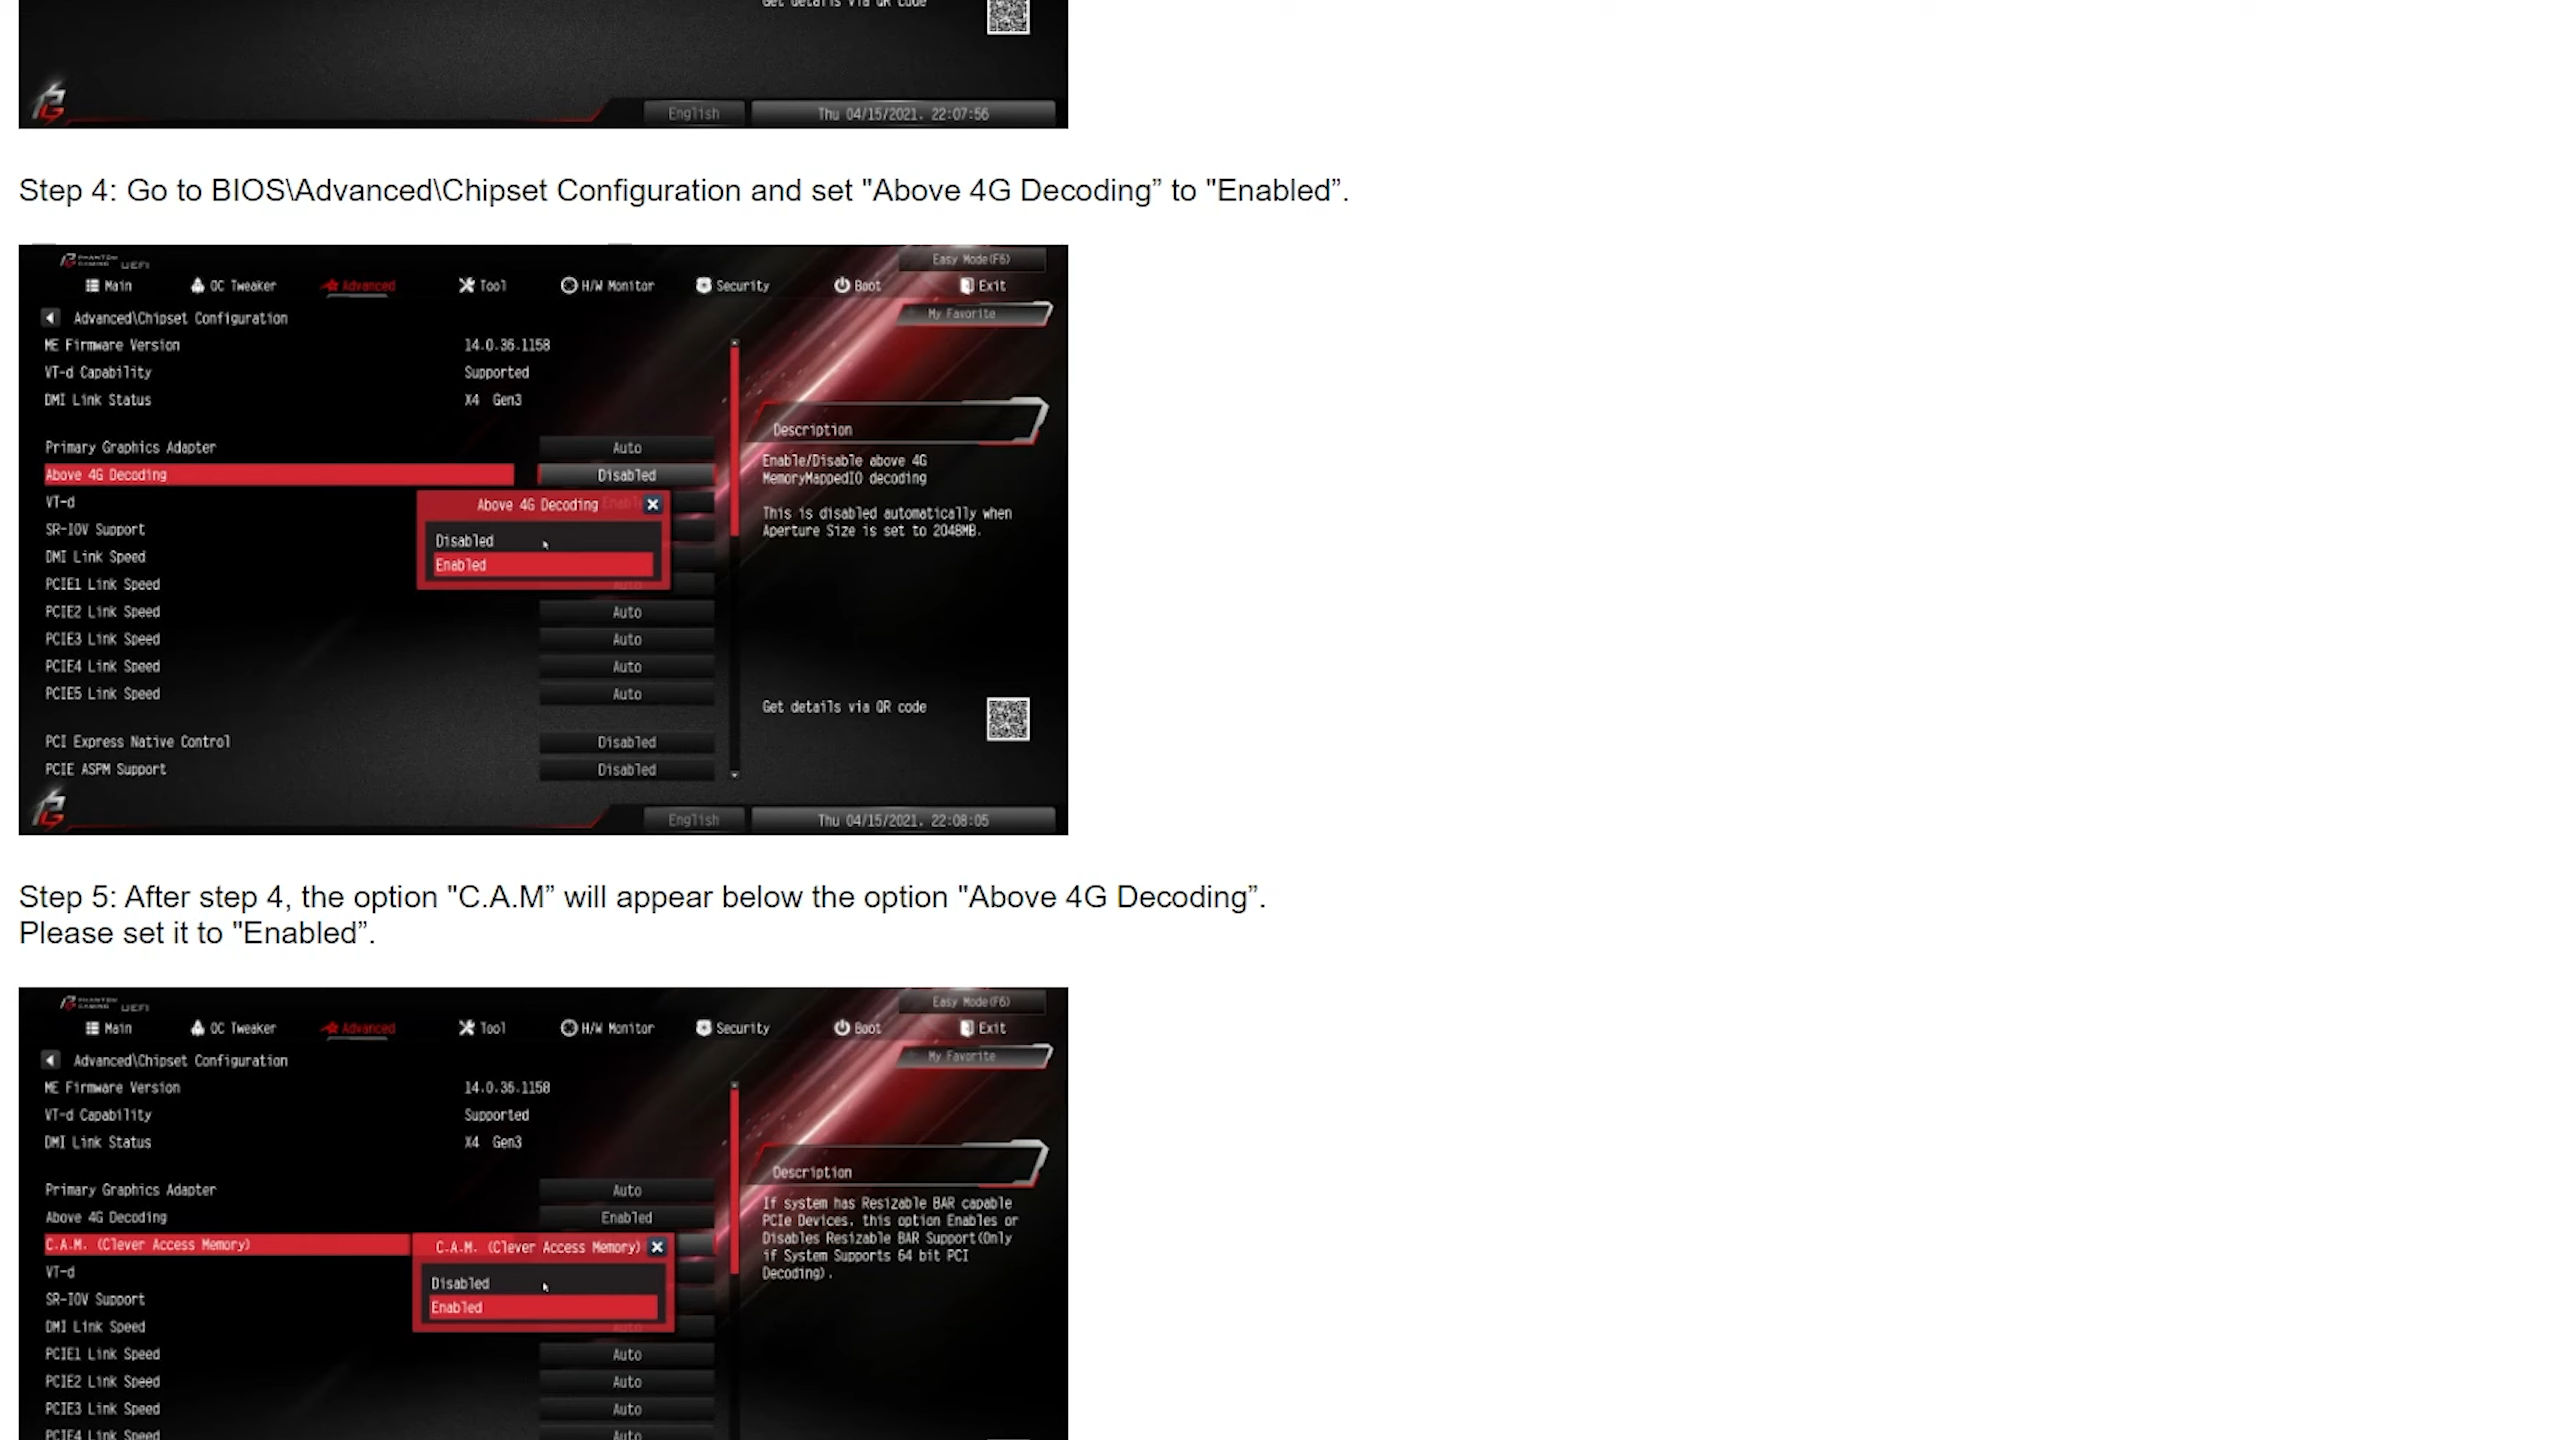 Get details via QR code
English
Thu 04/15/2021, 22:07:56
Step 4: Go to BIOS\Advanced\Chipset Configuration and set "Above 4G Decoding” to "Enabled”.
PHANTOM GAMING UEFI
Easy Mode(F6)
Main OC Tweaker Advanced Tool H/W Monitor Security Boot Exit
Advanced\Chipset Configuration
My Favorite
ME Firmware Version 14.0.36.1158
VT-d Capability Supported
DMI Link Status X4 Gen3
Primary Graphics Adapter Auto
Above 4G Decoding Disabled
VT-d
SR-IOV Support
DMI Link Speed
PCIE1 Link Speed
PCIE2 Link Speed Auto
PCIE3 Link Speed Auto
PCIE4 Link Speed Auto
PCIE5 Link Speed Auto
PCI Express Native Control Disabled
PCIE ASPM Support Disabled
Above 4G Decoding
Disabled
Enabled
Description
Enable/Disable above 4G
MemoryMappedIO decoding
This is disabled automatically when
Aperture Size is set to 2048MB.
Get details via QR code
English
Thu 04/15/2021, 22:08:05
Step 5: After step 4, the option "C.A.M” will appear below the option "Above 4G Decoding”.
Please set it to "Enabled”.
PHANTOM GAMING UEFI
Easy Mode(F6)
Main OC Tweaker Advanced Tool H/W Monitor Security Boot Exit
Advanced\Chipset Configuration
My Favorite
ME Firmware Version 14.0.36.1158
VT-d Capability Supported
DMI Link Status X4 Gen3
Primary Graphics Adapter Auto
Above 4G Decoding Enabled
C.A.M. (Clever Access Memory)
VT-d
SR-IOV Support
DMI Link Speed
PCIE1 Link Speed Auto
PCIE2 Link Speed Auto
PCIE3 Link Speed Auto
PCIE4 Link Speed Auto
C.A.M. (Clever Access Memory)
Disabled
Enabled
Description
If system has Resizable BAR capable
PCIe Devices, this option Enables or
Disables Resizable BAR Support(Only
if System Supports 64 bit PCI
Decoding).